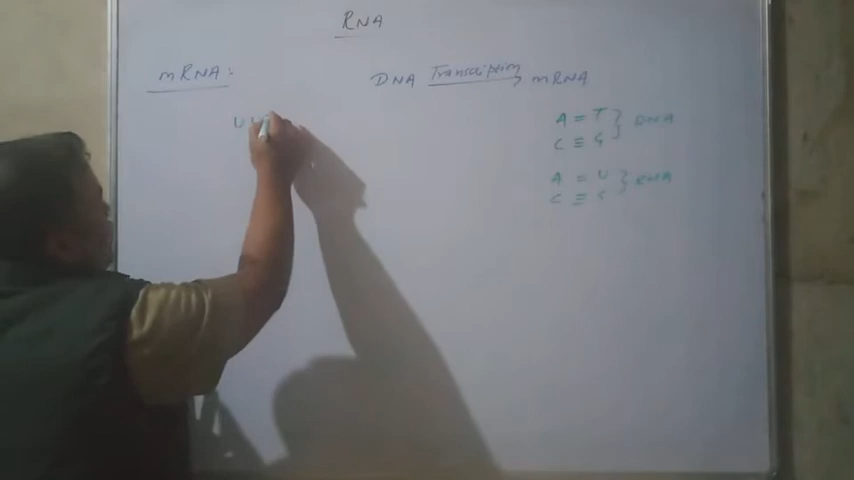 RNA
mRNA:
DNA Transcription mRNA
A = T } DNA
C ≡ G
A = U } RNA
C ≡ G
U U